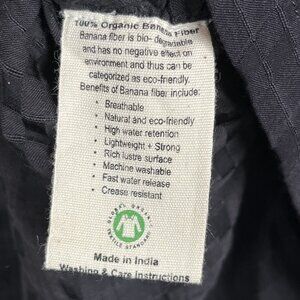 100% Organic Banana Fiber
Banana fiber is bio- degradable
and has no negative effect on
environment and thus can be
categorized as eco-friendly.
Benefits of Banana fiber include:
• Breathable
• Natural and eco-friendly
• High water retention
• Lightweight + Strong
• Rich lustre surface
• Machine washable
• Fast water release
• Crease resistant
GLOBAL ORGANIC
TEXTILE STANDARD
Made in India
Washing & Care Instructions